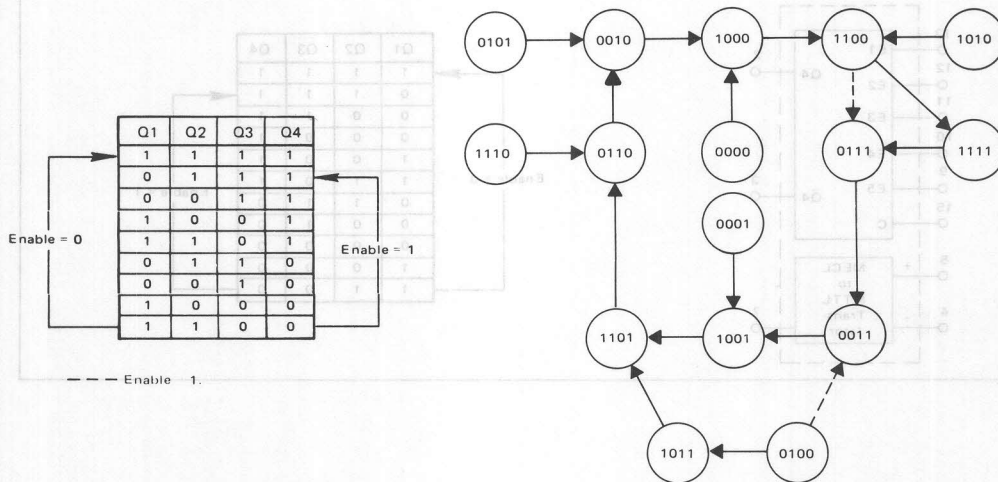 Q1 Q2 Q3 Q4
1 1 1 1
0 1 1 1
0 0 1 1
1 0 0 1
1 1 0 1
0 1 1 0
0 0 1 0
1 0 0 0
1 1 0 0
Enable = 0
Enable = 1
Enable 1.
0101
0010
1000
1100
1010
1110
0110
0000
0111
1111
0001
1101
1001
0011
1011
0100